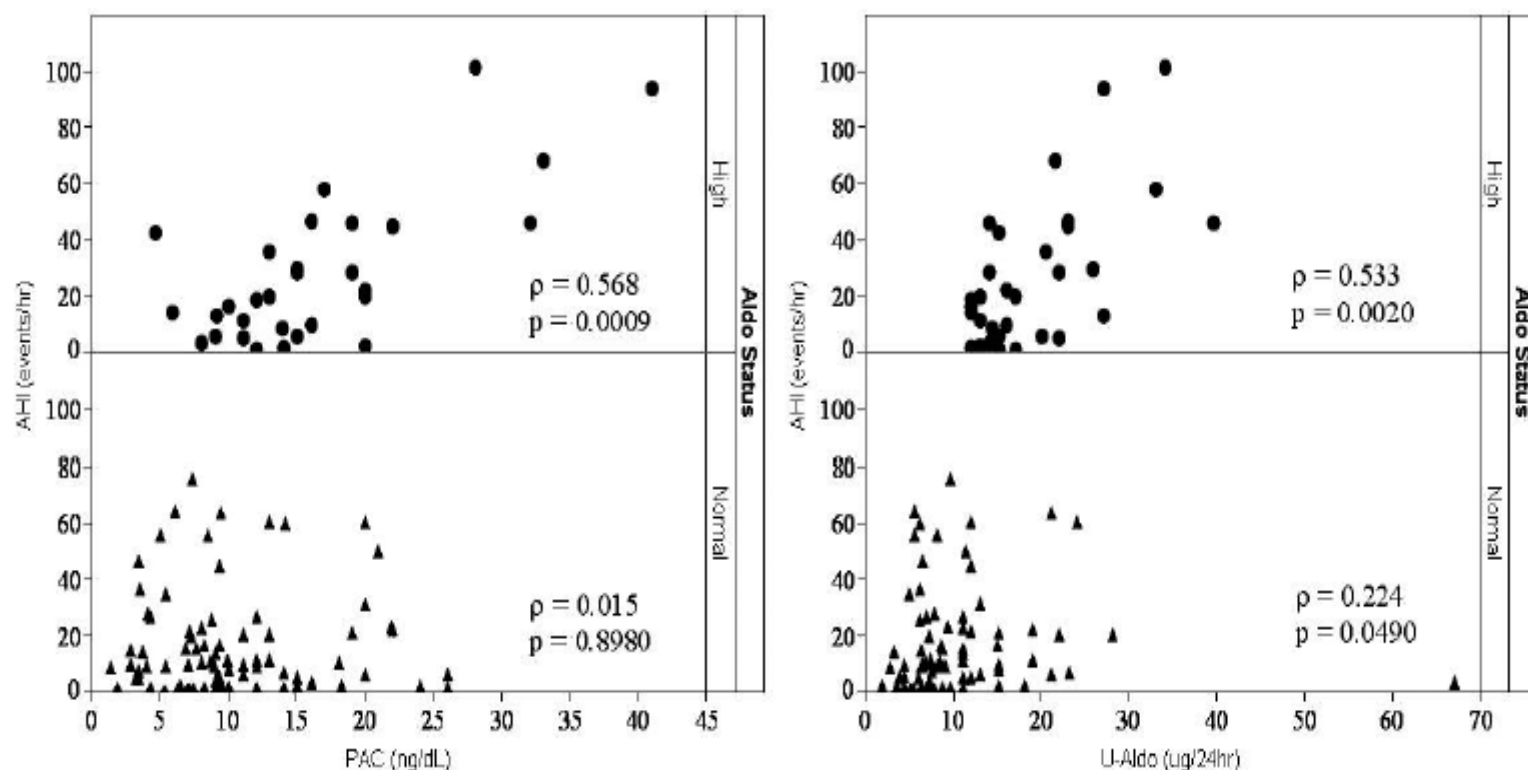 AHI (events/hr)
100
80
60
40
20
0
ρ = 0.568
p = 0.0009
High
100
80
60
40
20
0
ρ = 0.015
p = 0.8980
Normal
Aldo Status
0 5 10 15 20 25 30 35 40 45
PAC (ng/dL)
AHI (events/hr)
100
80
60
40
20
0
ρ = 0.533
p = 0.0020
High
100
80
60
40
20
0
ρ = 0.224
p = 0.0490
Normal
Aldo Status
0 10 20 30 40 50 60 70
U-Aldo (ug/24hr)